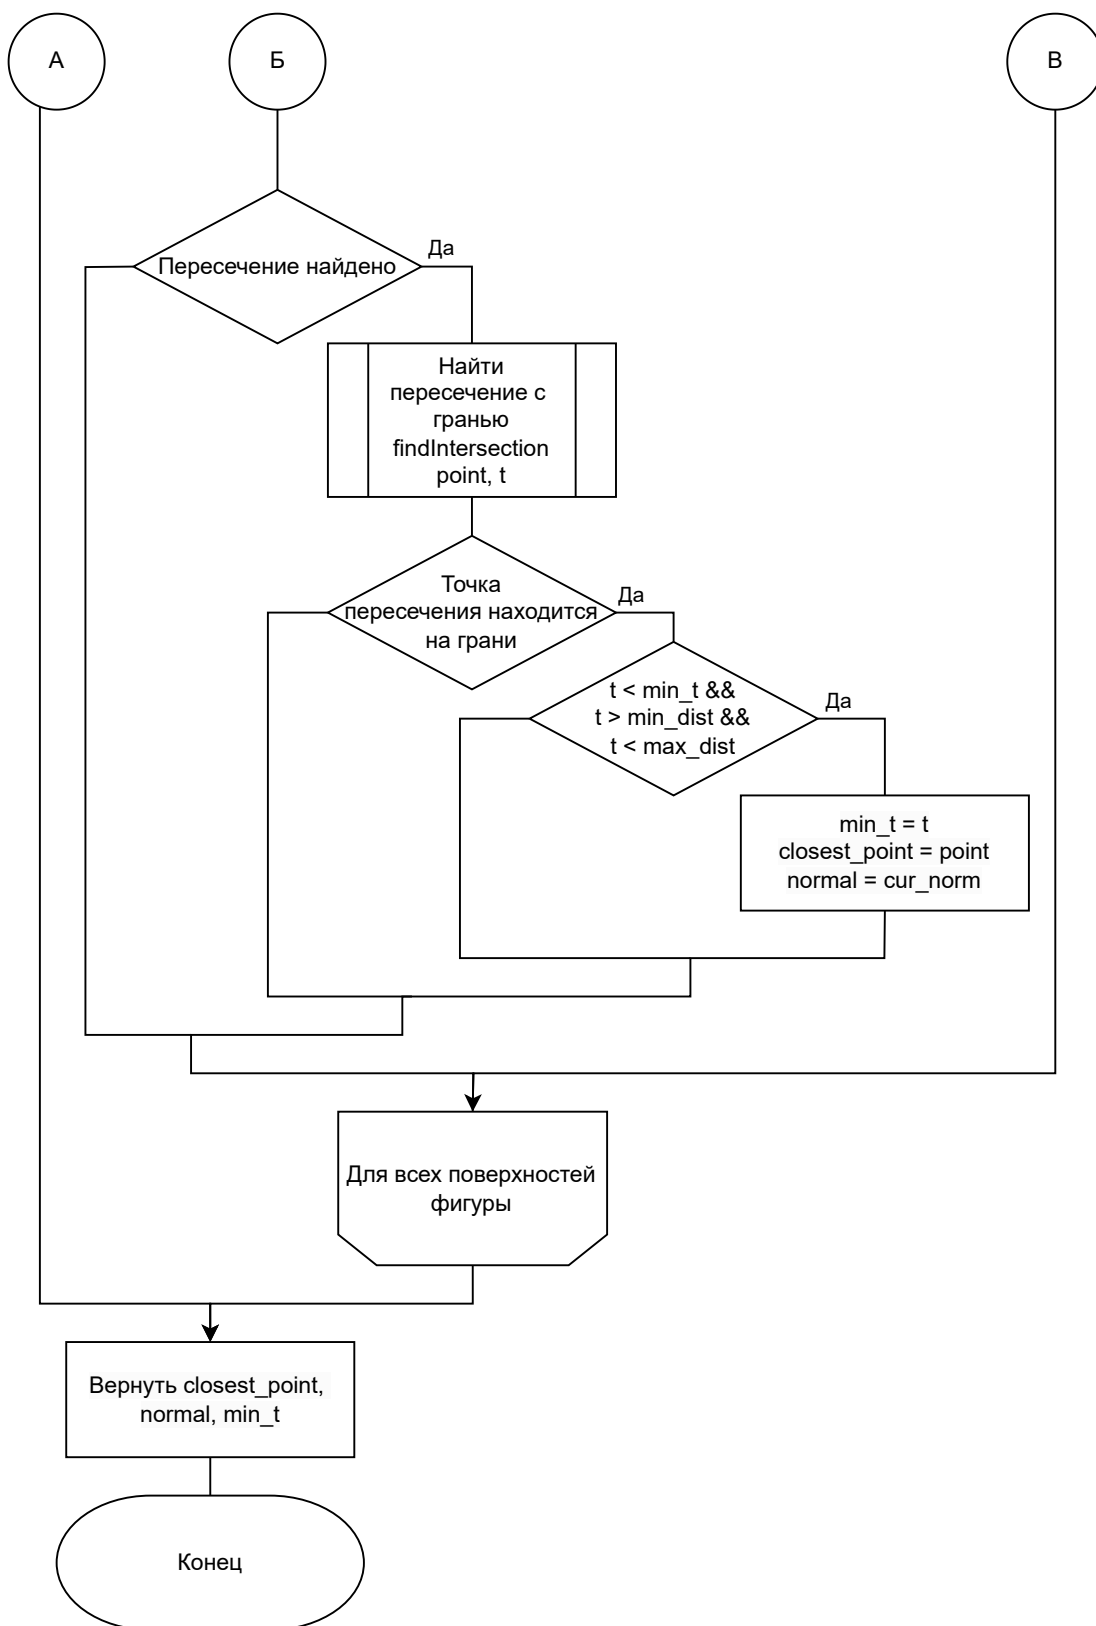 А
Б
В
Да
Пересечение найдено
Найти
пересечение с
гранью
findIntersection
point, t
Да
Точка
пересечения находится
на грани
Да
t < min_t &&
t > min_dist &&
t < max_dist
min_t = t
closest_point = point
normal = cur_norm
Для всех поверхностей
фигуры
Вернуть closest_point,
normal, min_t
Конец